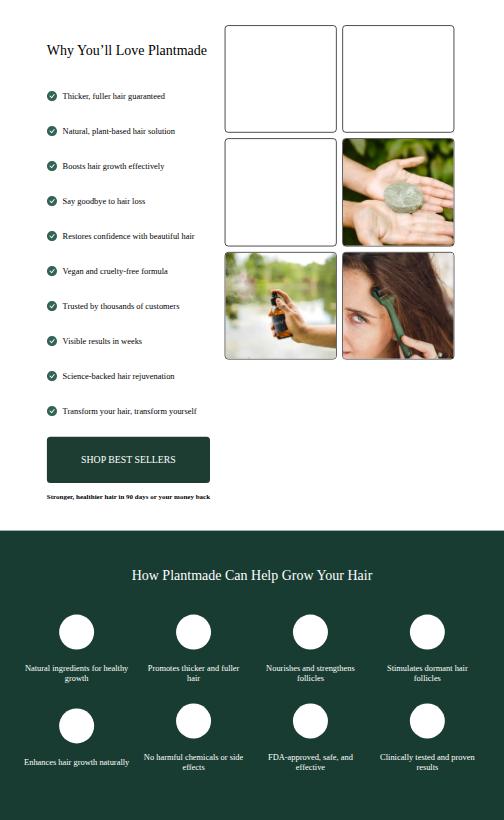 Why You’ll Love Plantmade
Thicker, fuller hair guaranteed
Natural, plant-based hair solution
Boosts hair growth effectively
Say goodbye to hair loss
Restores confidence with beautiful hair
Vegan and cruelty-free formula
Trusted by thousands of customers
Visible results in weeks
Science-backed hair rejuvenation
Transform your hair, transform yourself
SHOP BEST SELLERS
Stronger, healthier hair in 90 days or your money back
How Plantmade Can Help Grow Your Hair
Natural ingredients for healthy
growth
Promotes thicker and fuller
hair
Nourishes and strengthens
follicles
Stimulates dormant hair
follicles
Enhances hair growth naturally
No harmful chemicals or side
effects
FDA-approved, safe, and
effective
Clinically tested and proven
results